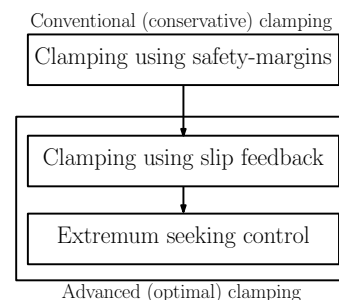 Conventional (conservative) clamping
Clamping using safety-margins
Clamping using slip feedback
Extremum seeking control
Advanced (optimal) clamping